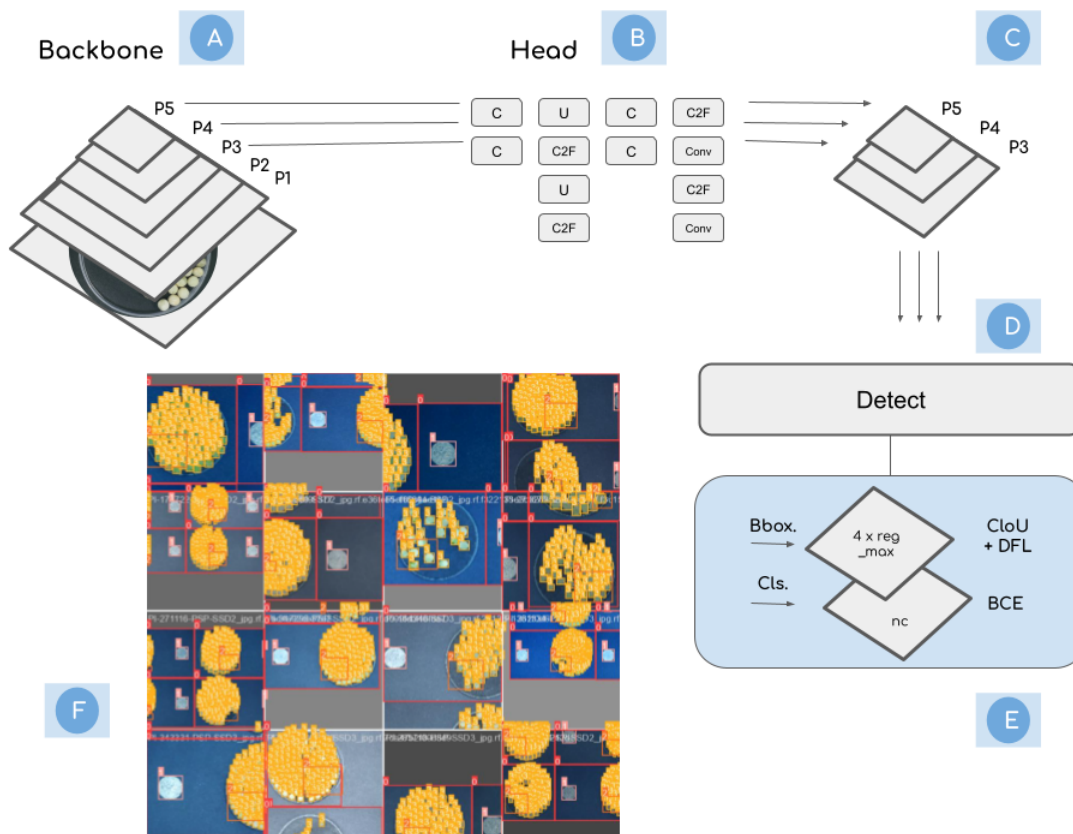 Backbone
A
Head
B
C
P5
P4
P3
P2
P1
C
U
C
C2F
C
C2F
C
Conv
U
C2F
C2F
Conv
P5
P4
P3
D
Detect
Bbox.
4 x reg
_max
CIoU
+ DFL
Cls.
nc
BCE
E
F